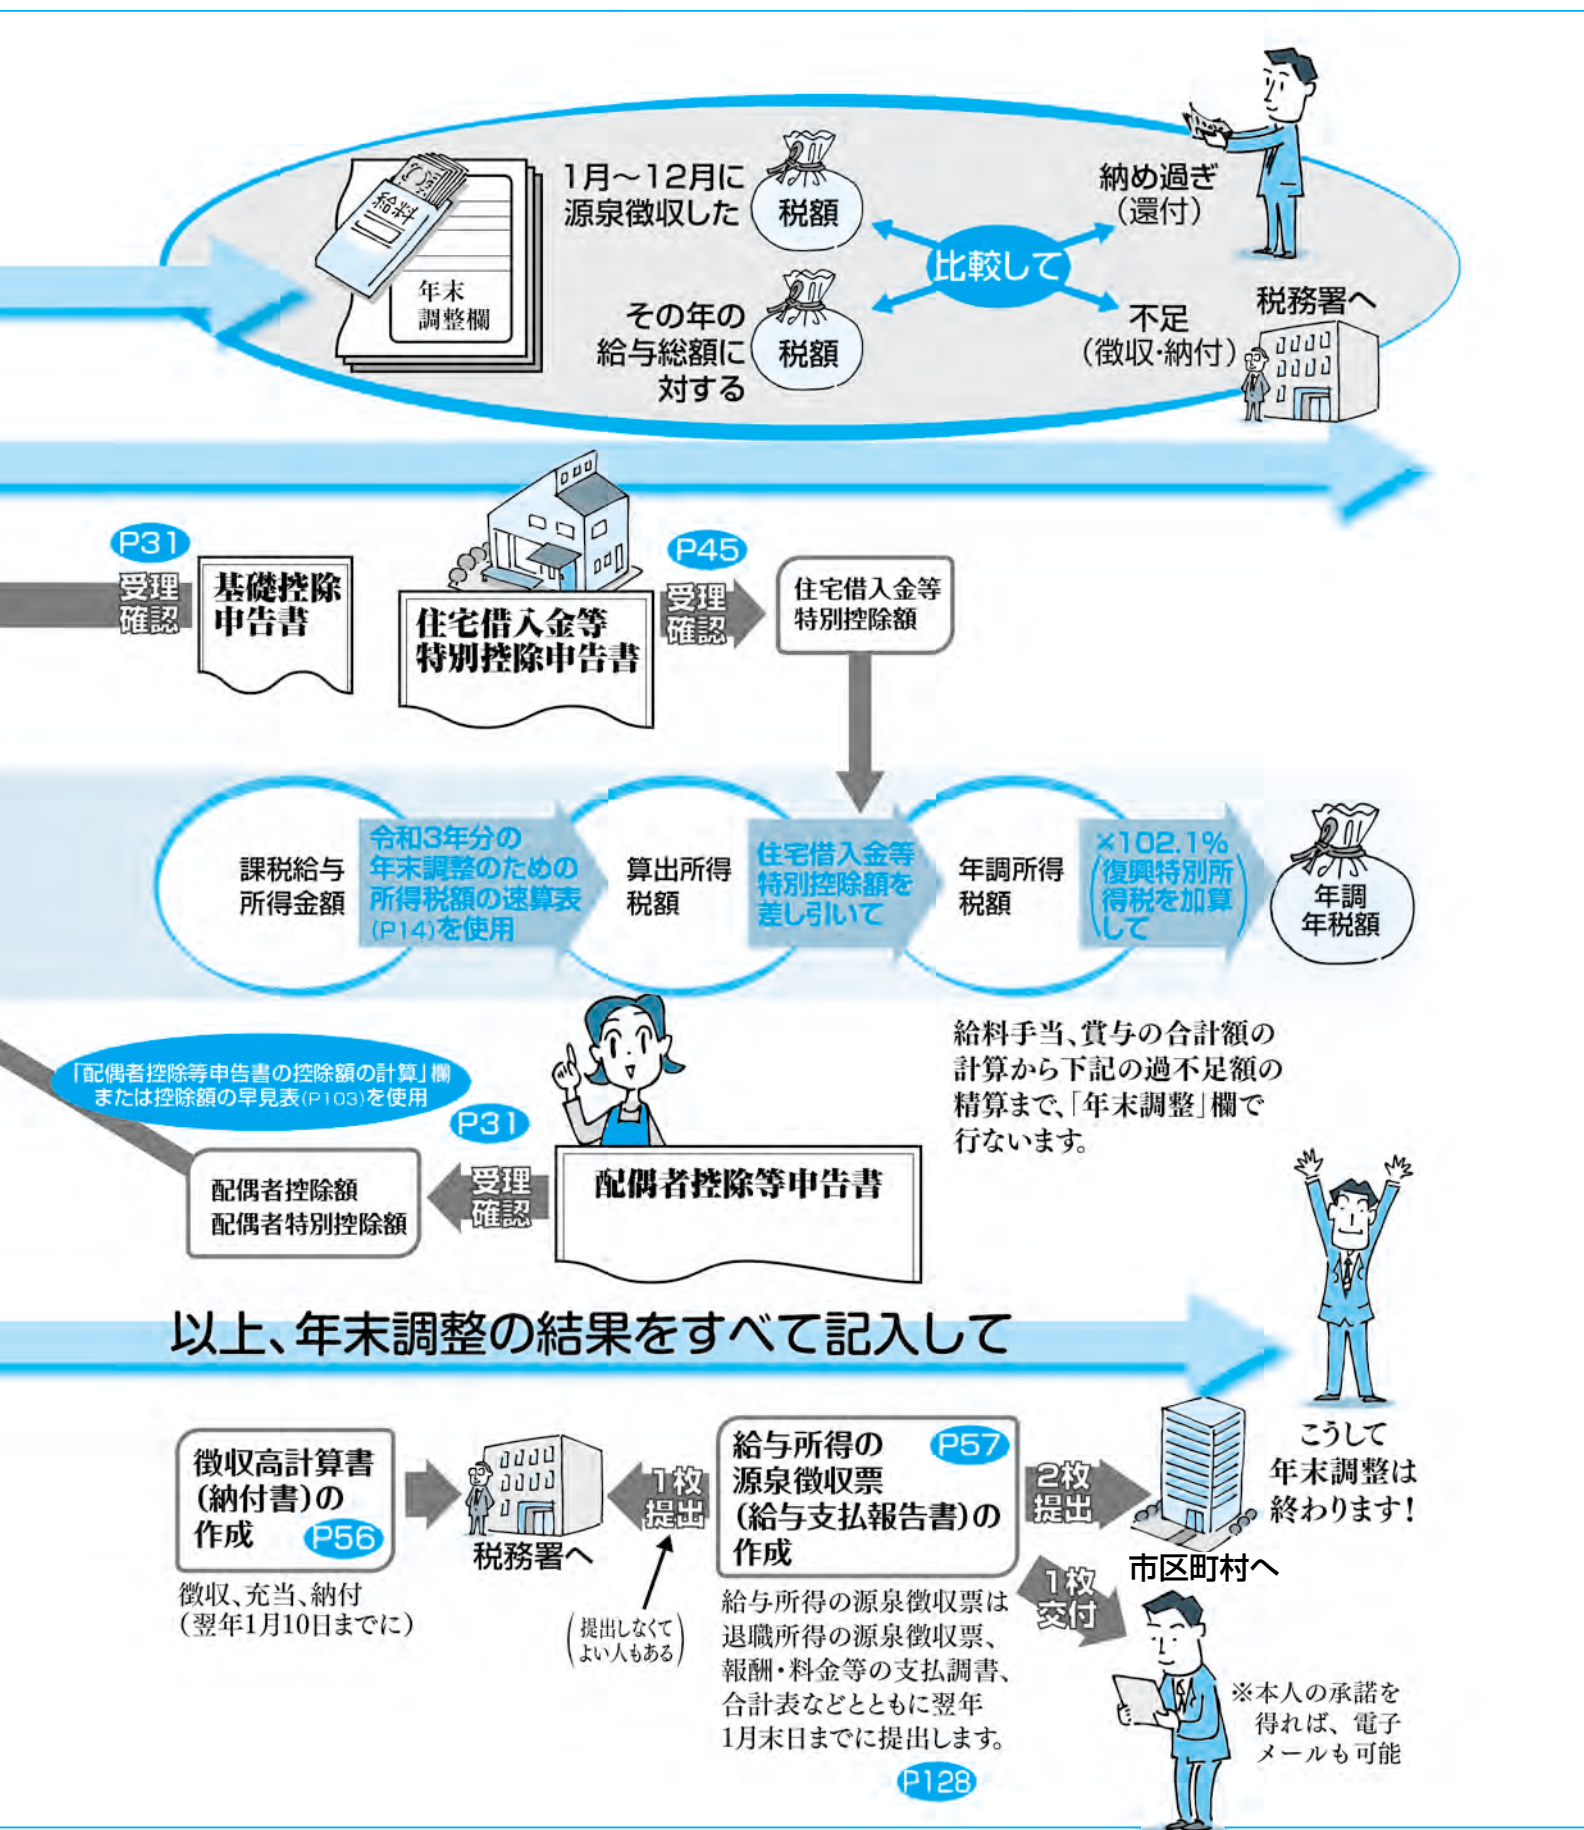 給料
年末
調整欄
1月〜12月に
源泉徴収した
税額
その年の
給与総額に
対する
税額
比較して
納め過ぎ
（還付）
不足
（徴収・納付）
税務署へ
P31
受理
確認
基礎控除
申告書
住宅借入金等
特別控除申告書
P45
受理
確認
住宅借入金等
特別控除額
課税給与
所得金額
令和3年分の
年末調整のための
所得税額の速算表
(P14)を使用
算出所得
税額
住宅借入金等
特別控除額を
差し引いて
年調所得
税額
×102.1%
(復興特別所
得税を加算
して)
年調
年税額
給料手当、賞与の合計額の
計算から下記の過不足額の
精算まで、「年末調整」欄で
行ないます。
「配偶者控除等申告書の控除額の計算」欄
または控除額の早見表(P103)を使用
P31
受理
確認
配偶者控除等申告書
配偶者控除額
配偶者特別控除額
以上、年末調整の結果をすべて記入して
徴収高計算書
(納付書)の
作成 P56
徴収、充当、納付
(翌年1月10日までに)
税務署へ
1枚
提出
(提出しなくて
よい人もある)
給与所得の P57
源泉徴収票
(給与支払報告書)の
作成
給与所得の源泉徴収票は
退職所得の源泉徴収票、
報酬・料金等の支払調書、
合計表などとともに翌年
1月末日までに提出します。
P128
2枚
提出
市区町村へ
1枚
交付
※本人の承諾を
得れば、電子
メールも可能
こうして
年末調整は
終わります！